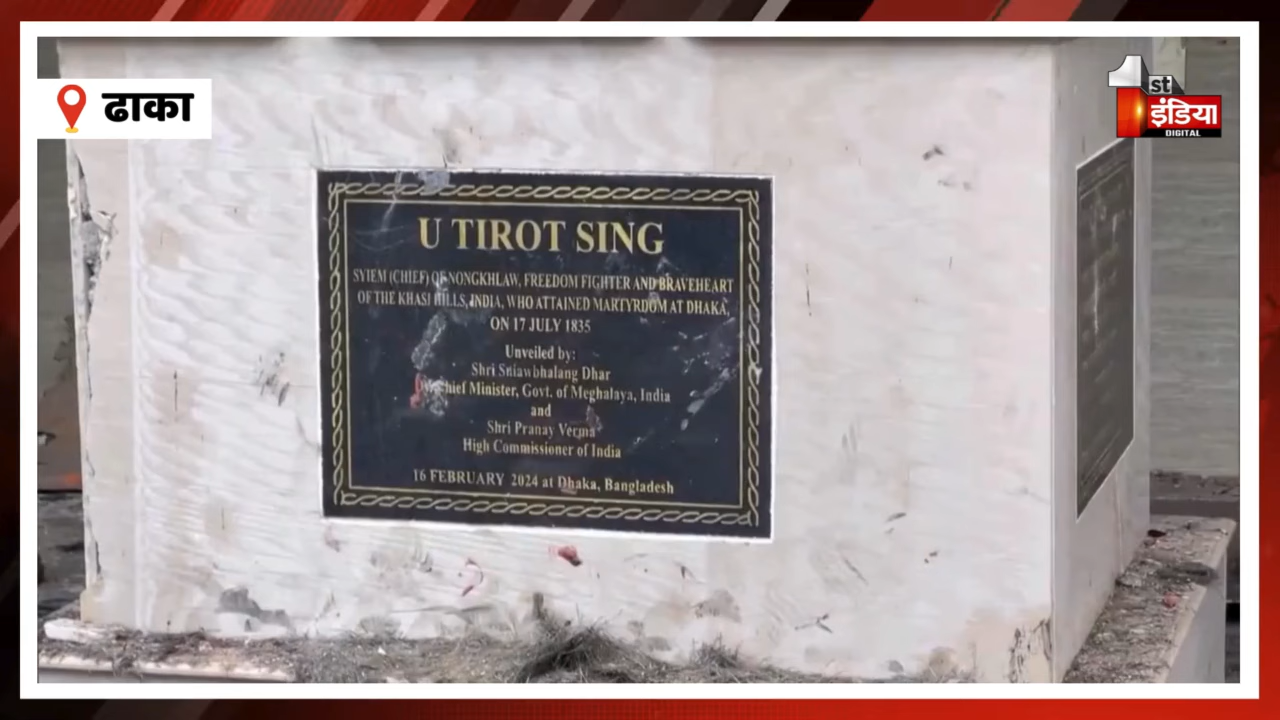 ढाका
1st
इंडिया
DIGITAL
U TIROT SING
SYIEM (CHIEF) OF NONGKHLAW, FREEDOM FIGHTER AND BRAVEHEART
OF THE KHASI HILLS, INDIA, WHO ATTAINED MARTYRDOM AT DHAKA,
ON 17 JULY 1835
Unveiled by:
Shri Sniawbhalang Dhar
Chief Minister, Govt. of Meghalaya, India
and
Shri Pranay Verma
High Commissioner of India
16 FEBRUARY 2024 at Dhaka, Bangladesh